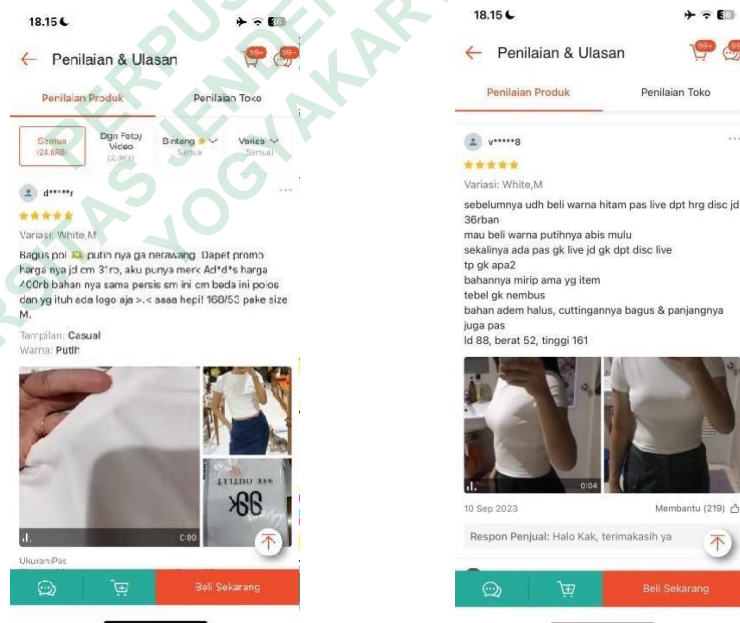 18.15
Penilaian & Ulasan
99+
Penilaian Produk
Penilaian Toko
Semua
Dgn Foto/
Video
Bintang
Semua
Variasi
Semua
d*****r
Variasi: White,M
Bagus pol putih nya ga nerawang. Dapet promo
harga nya jd cm 31rb, aku punya merk Ad*d*s harga
400rb bahan nya sama persis sm ini cm beda ini polos
dan yg ituh ada logo aja >.< aaaa hepi! 168/53 pake size
M.
Tampilan: Casual
Warna: Putih
OUTLET
0:00
Ukuran:Pas
Beli Sekarang
18.15
Penilaian & Ulasan
99+
Penilaian Produk
Penilaian Toko
v*****8
Variasi: White,M
sebelumnya udh beli warna hitam pas live dpt hrg disc jd
36rban
mau beli warna putihnya abis mulu
sekalinya ada pas gk live jd gk dpt disc live
tp gk apa2
bahannya mirip ama yg item
tebel gk nembus
bahan adem halus, cuttingannya bagus & panjangnya
juga pas
ld 88, berat 52, tinggi 161
0:04
10 Sep 2023
Membantu (219)
Respon Penjual: Halo Kak, terimakasih ya
Beli Sekarang